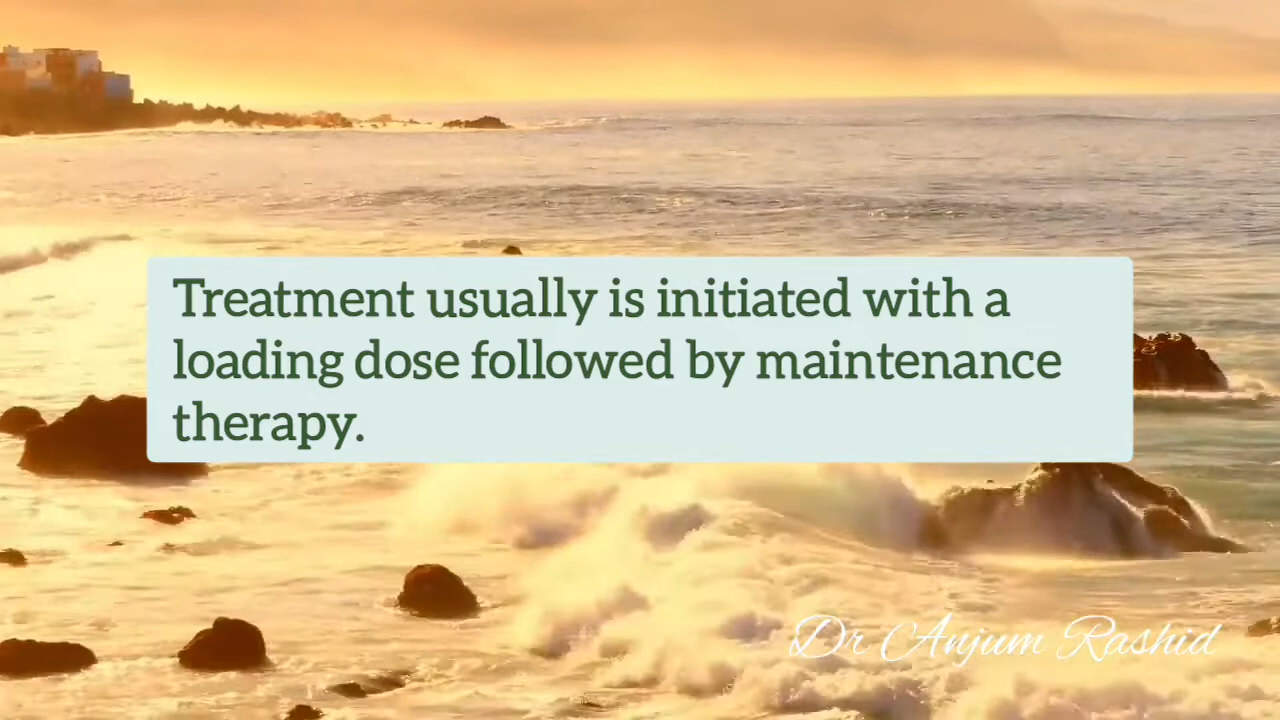 Treatment usually is initiated with a
loading dose followed by maintenance
therapy.
Dr Anjum Rashid